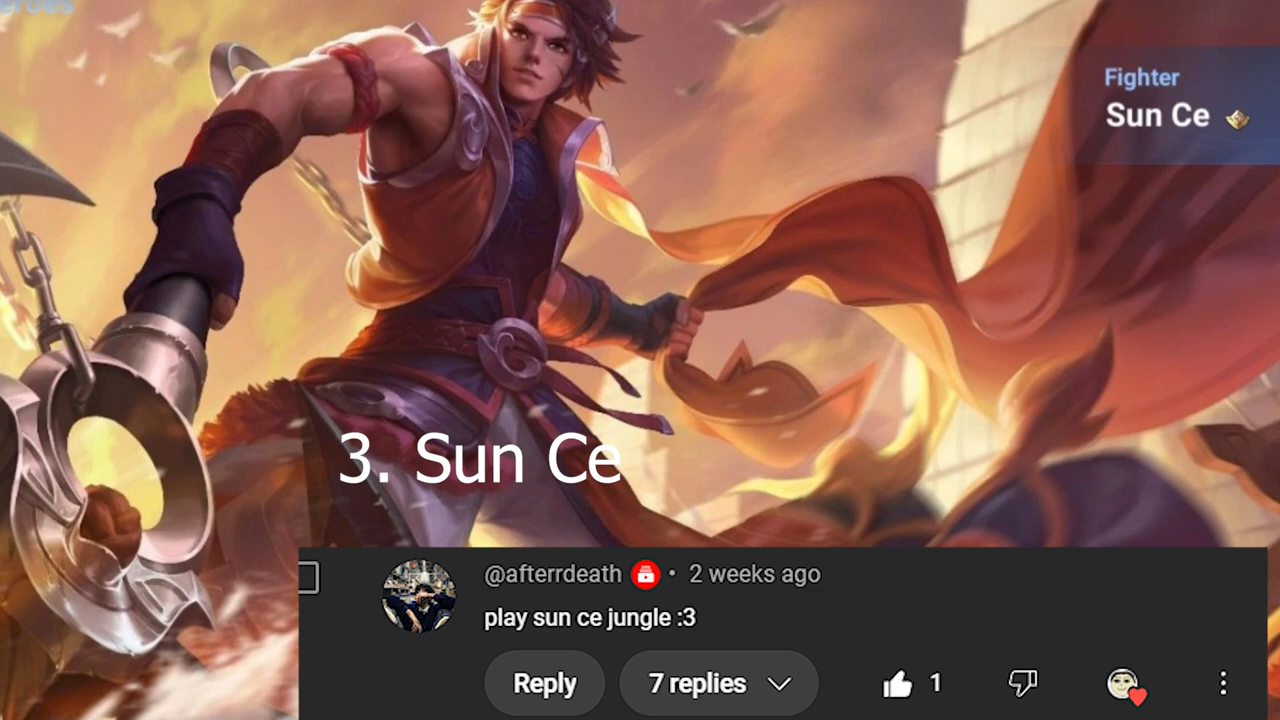 Fighter
Sun Ce
3. Sun Ce
@afterrdeath • 2 weeks ago
play sun ce jungle :3
Reply
7 replies
1